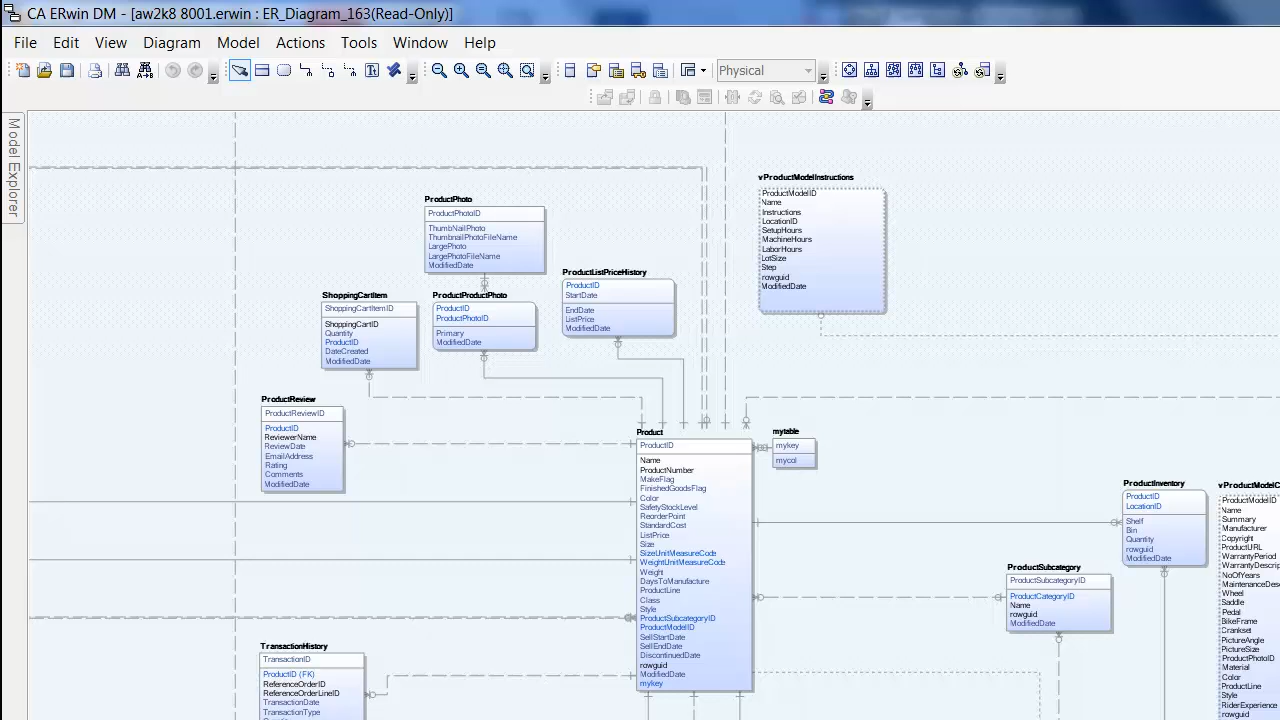 CA ERwin DM - [aw2k8 8001.erwin : ER_Diagram_163(Read-Only)]
File Edit View Diagram Model Actions Tools Window Help
Physical
Model Explorer
vProductModelInstructions
ProductModelID
Name
Instructions
LocationID
SetupHours
MachineHours
LaborHours
LotSize
Step
rowguid
ModifiedDate
ProductPhoto
ProductPhotoID
ThumbNailPhoto
ThumbnailPhotoFileName
LargePhoto
LargePhotoFileName
ModifiedDate
ProductListPriceHistory
ProductID
StartDate
EndDate
ListPrice
ModifiedDate
ShoppingCartItem
ShoppingCartItemID
ShoppingCartID
Quantity
ProductID
DateCreated
ModifiedDate
ProductProductPhoto
ProductID
ProductPhotoID
Primary
ModifiedDate
ProductReview
ProductReviewID
ProductID
ReviewerName
ReviewDate
EmailAddress
Rating
Comments
ModifiedDate
Product
ProductID
Name
ProductNumber
MakeFlag
FinishedGoodsFlag
Color
SafetyStockLevel
ReorderPoint
StandardCost
ListPrice
Size
SizeUnitMeasureCode
WeightUnitMeasureCode
Weight
DaysToManufacture
ProductLine
Class
Style
ProductSubcategoryID
ProductModelID
SellStartDate
SellEndDate
DiscontinuedDate
rowguid
ModifiedDate
mykey
mytable
mykey
mycol
ProductInventory
ProductID
LocationID
Shelf
Bin
Quantity
rowguid
ModifiedDate
vProductModelC
ProductModelID
Name
Summary
Manufacturer
Copyright
ProductURL
WarrantyPeriod
WarrantyDescrip
NoOfYears
MaintenanceDesc
Wheel
Saddle
Pedal
BikeFrame
Crankset
PictureAngle
PictureSize
ProductPhotoID
Material
Color
ProductLine
Style
RiderExperience
rowguid
ProductSubcategory
ProductSubcategoryID
ProductCategoryID
Name
rowguid
ModifiedDate
TransactionHistory
TransactionID
ProductID (FK)
ReferenceOrderID
ReferenceOrderLineID
TransactionDate
TransactionType